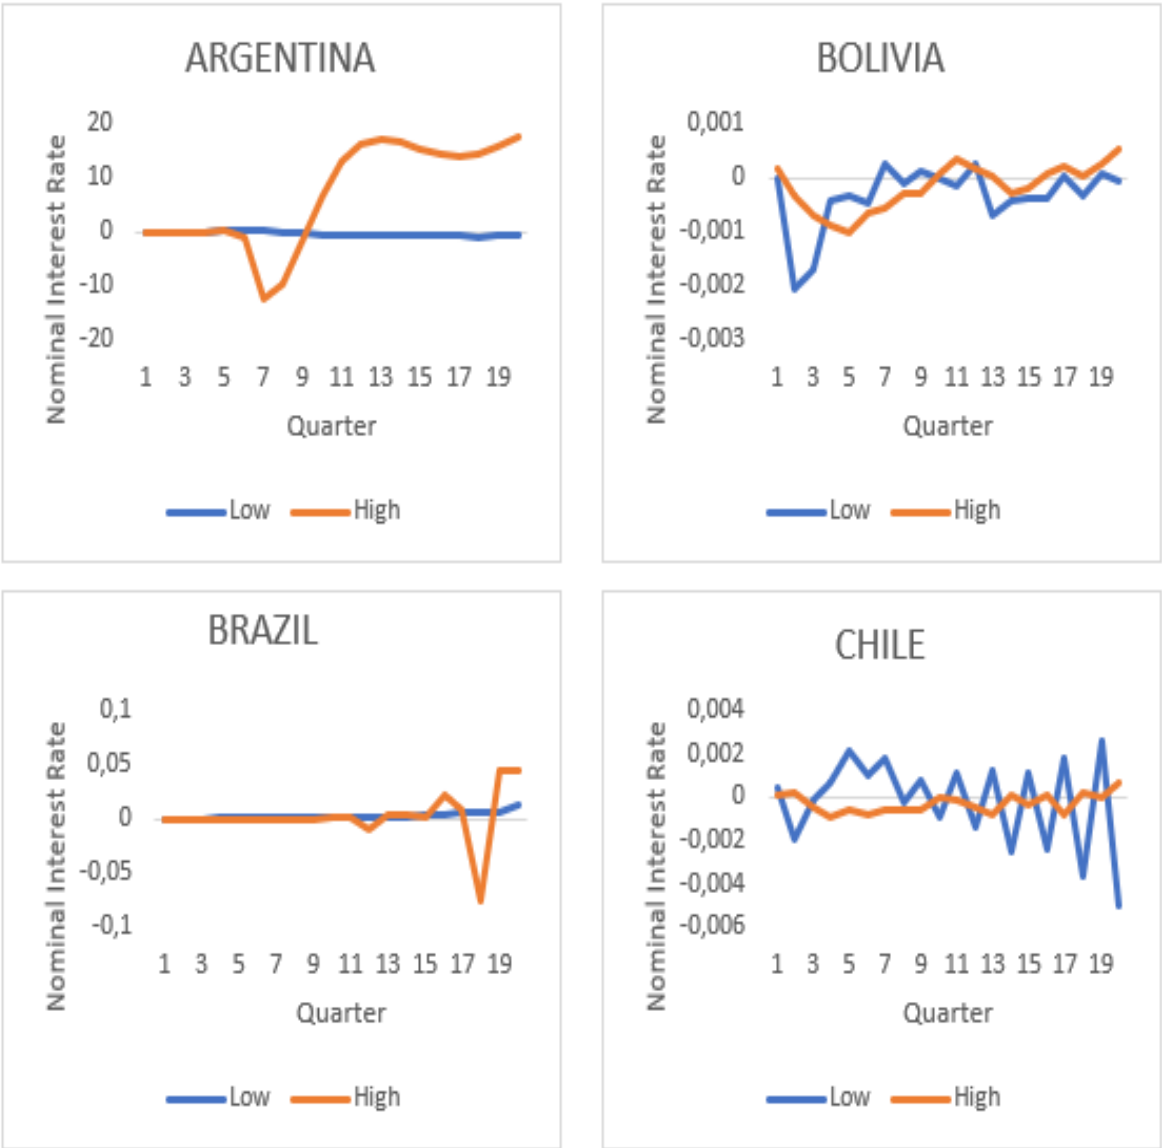 ARGENTINA
Nominal Interest Rate
20
10
0
-10
-20
1 3 5 7 9 11 13 15 17 19
Quarter
Low High
BOLIVIA
Nominal Interest Rate
0,001
0
-0,001
-0,002
-0,003
1 3 5 7 9 11 13 15 17 19
Quarter
Low High
BRAZIL
Nominal Interest Rate
0,1
0,05
0
-0,05
-0,1
1 3 5 7 9 11 13 15 17 19
Quarter
Low High
CHILE
Nominal Interest Rate
0,004
0,002
0
-0,002
-0,004
-0,006
1 3 5 7 9 11 13 15 17 19
Quarter
Low High